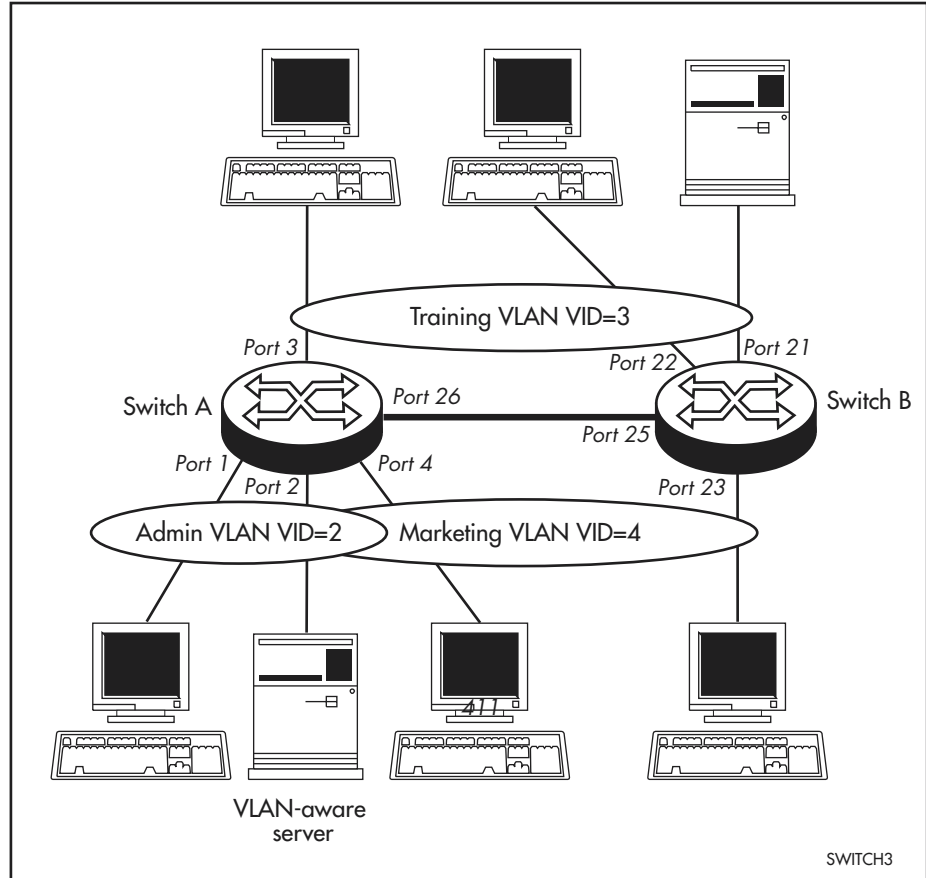 Training VLAN VID=3
Port 3
Port 22
Port 21
Switch A
Port 26
Switch B
Port 25
Port 1
Port 2
Port 4
Port 23
Admin VLAN VID=2
Marketing VLAN VID=4
411
VLAN-aware
server
SWITCH3